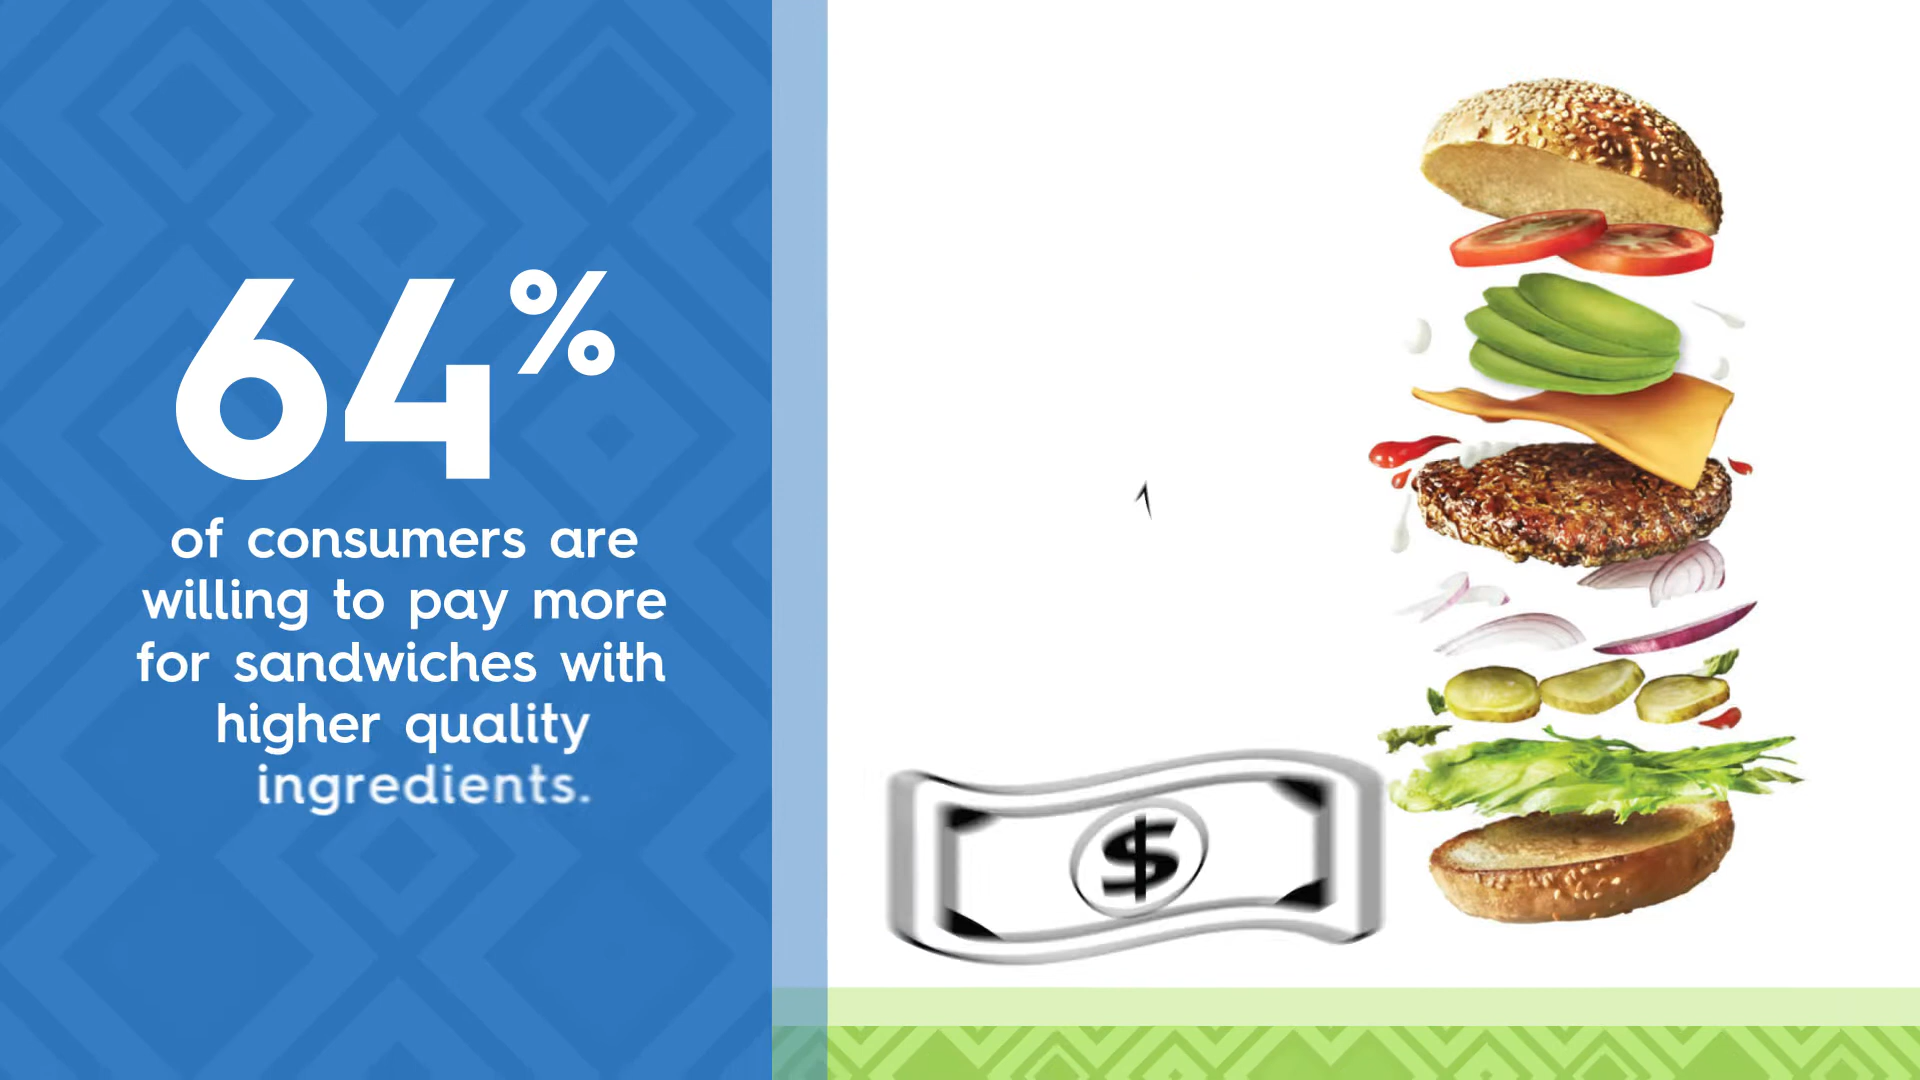 64%
of consumers are
willing to pay more
for sandwiches with
higher quality
ingredients.
$